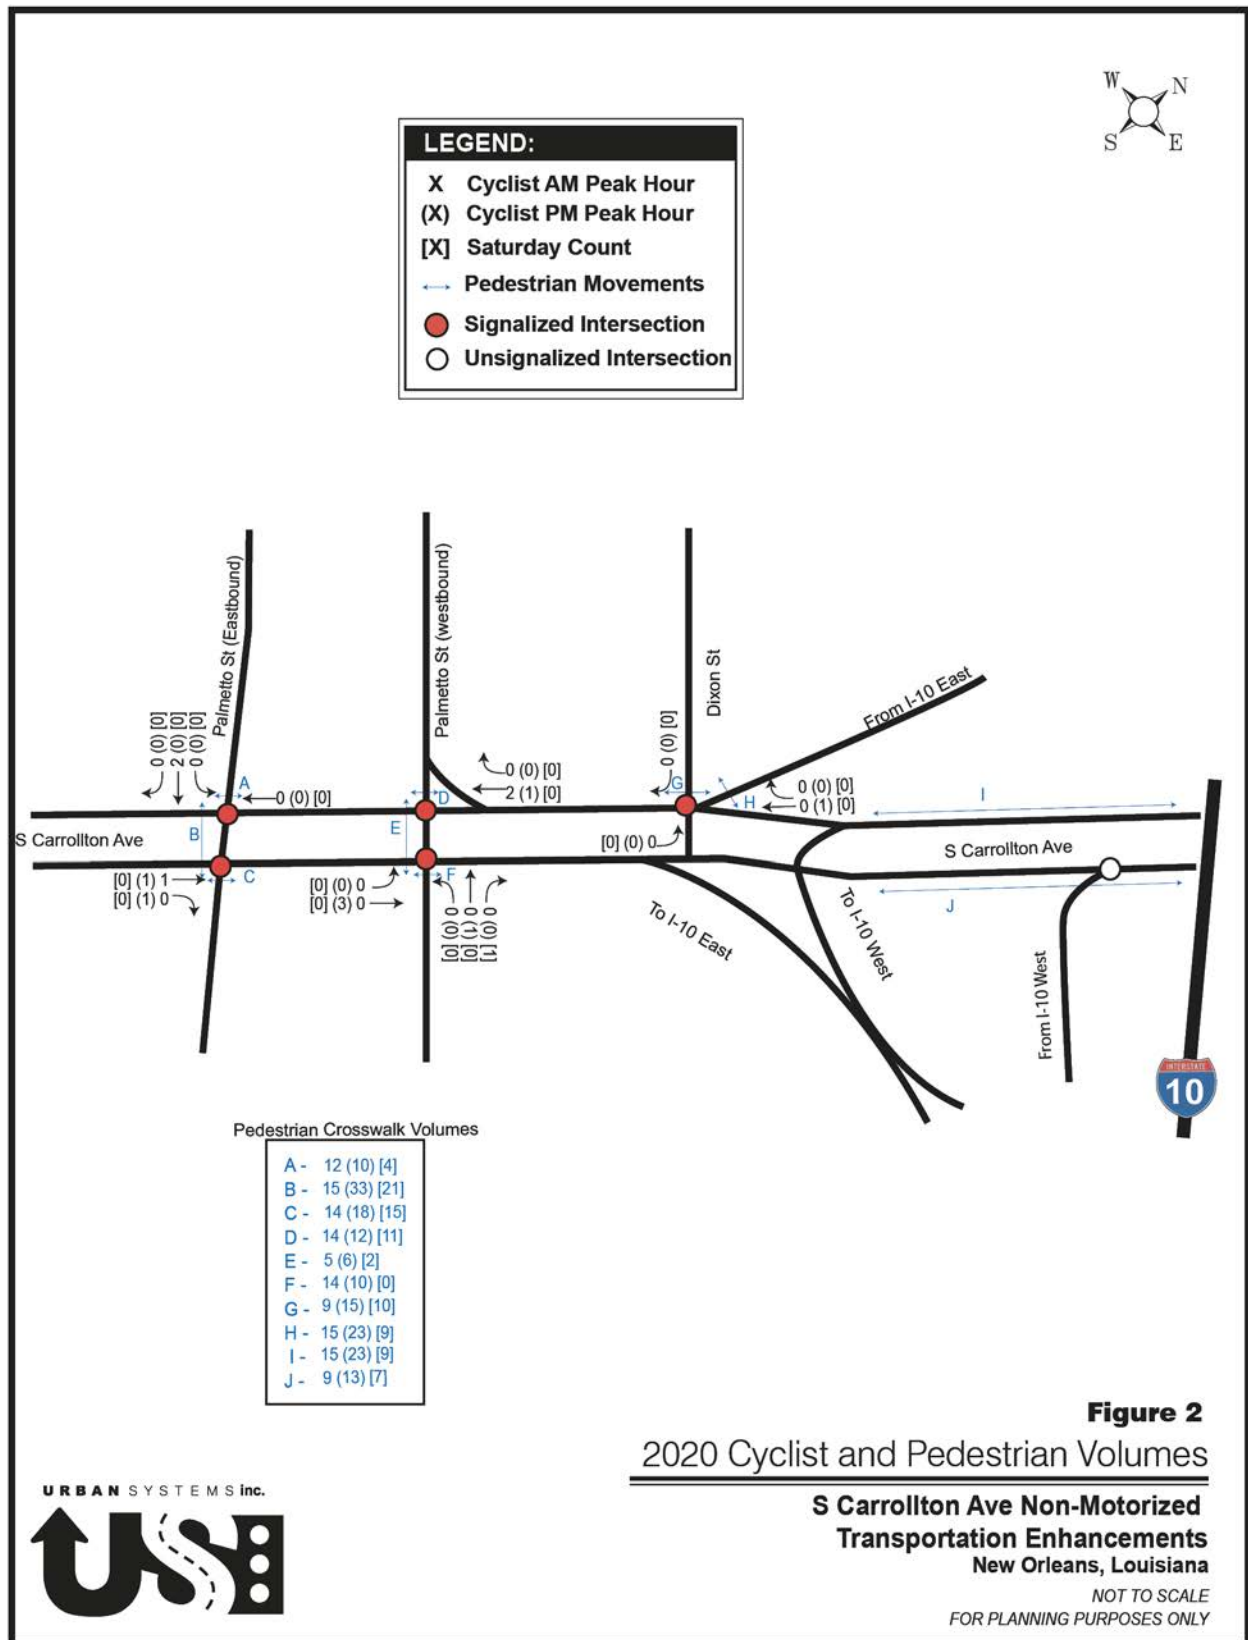 W N
S E
LEGEND:
X Cyclist AM Peak Hour
(X) Cyclist PM Peak Hour
[X] Saturday Count
Pedestrian Movements
Signalized Intersection
Unsignalized Intersection
Palmetto St (Eastbound)
Palmetto St (westbound)
Dixon St
From I-10 East
0 (0) [0]
2 (0) [0]
0 (0) [0]
A
0 (0) [0]
B
S Carrollton Ave
C
[0] (1) 1
[0] (1) 0
0 (0) [0]
2 (1) [0]
D
E
F
[0] (0) 0
[0] (3) 0
0 (0) [0]
0 (1) [0]
0 (0) [1]
0 (0) [0]
G
H
0 (0) [0]
0 (1) [0]
[0] (0) 0
I
S Carrollton Ave
J
To I-10 East
To I-10 West
From I-10 West
INTERSTATE
10
Pedestrian Crosswalk Volumes
A - 12 (10) [4]
B - 15 (33) [21]
C - 14 (18) [15]
D - 14 (12) [11]
E - 5 (6) [2]
F - 14 (10) [0]
G - 9 (15) [10]
H - 15 (23) [9]
I - 15 (23) [9]
J - 9 (13) [7]
Figure 2
2020 Cyclist and Pedestrian Volumes
S Carrollton Ave Non-Motorized
Transportation Enhancements
New Orleans, Louisiana
NOT TO SCALE
FOR PLANNING PURPOSES ONLY
URBAN SYSTEMS inc.
USI